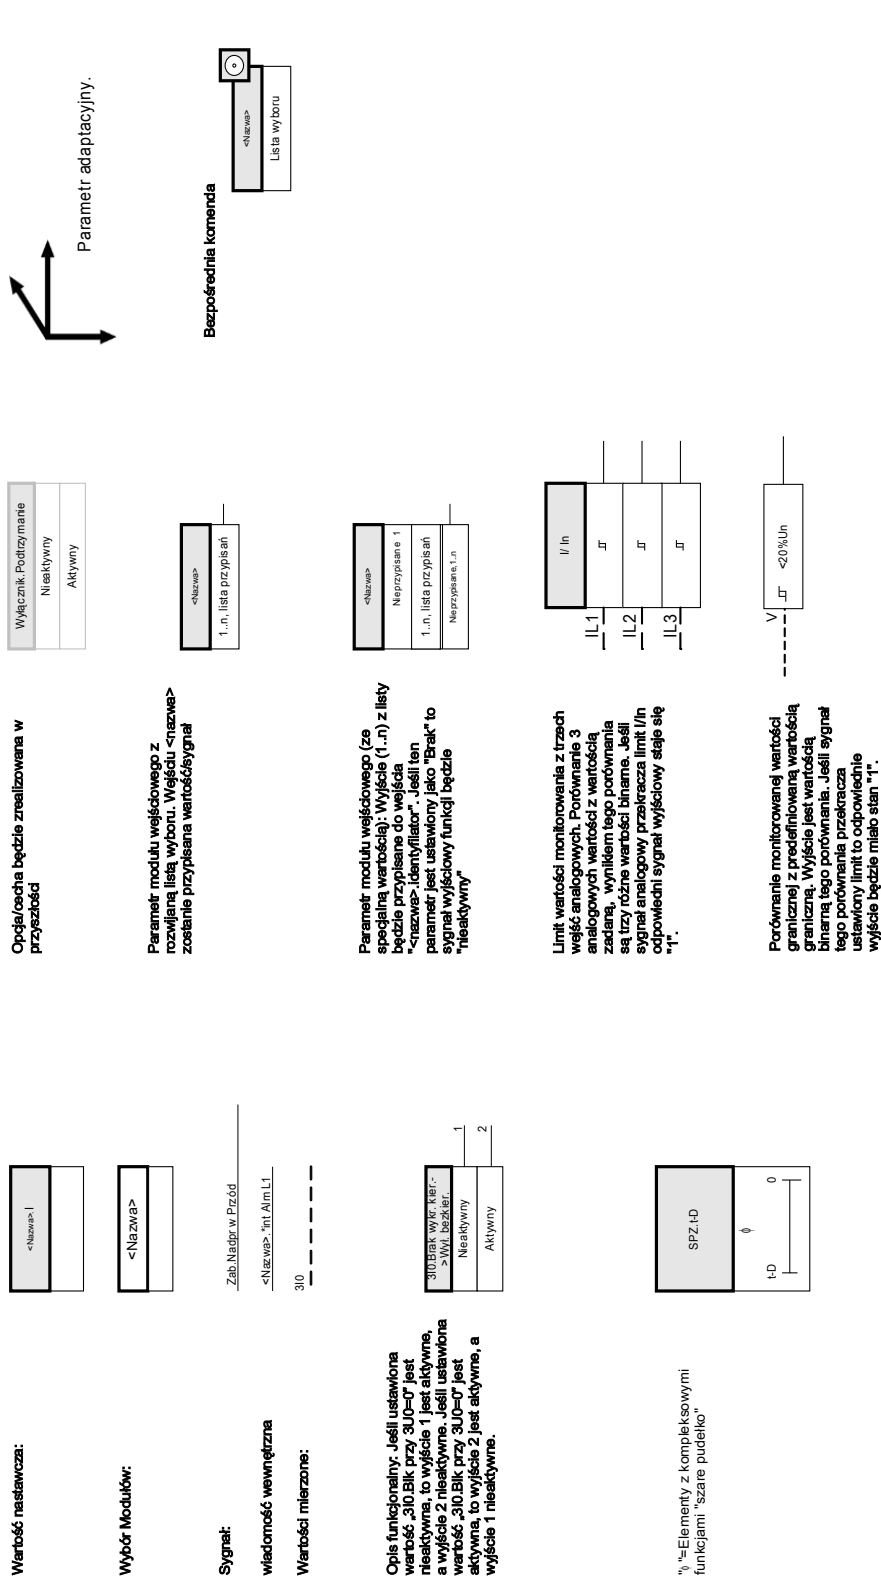 Wartość nastawcza:
<Nazwa>.I
Wybór Modułów:
<Nazwa>
Sygnał:
Zab.Nadpr w Przód
wiadomość wewnętrzna
<Nazwa>.*int Alm L1
Wartości mierzone:
3I0
Opis funkcjonalny: Jeśli ustawiona
wartość „3I0.Blk przy 3U0=0” jest
nieaktywna, to wyjście 1 jest aktywne,
a wyjście 2 nieaktywne. Jeśli ustawiona
wartość „3I0.Blk przy 3U0=0” jest
aktywna, to wyjście 2 jest aktywne, a
wyjście 1 nieaktywne.
3I0.Brak wykr. kier.-
>Wył. bezkier.
Nieaktywny
1
Aktywny
2
"ϕ"=Elementy z kompleksowymi
funkcjami "szare pudełko"
SPZ.t-D
ϕ
t-D
0
Opcja/cecha będzie zrealizowana w
przyszłości
Wyłącznik.Podtrzymanie
Nieaktywny
Aktywny
Parametr modułu wejściowego z
rozwijaną listą wyboru. Wejściu <nazwa>
zostanie przypisana wartość/sygnał
<Nazwa>
1..n, lista przypisań
Parametr modułu wejściowego (ze
specjalną wartością): Wyjście (1..n) z listy
będzie przypisane do wejścia
"<nazwa>.identyfilator". Jeśli ten
parametr jest ustawiony jako "Brak" to
sygnał wyjściowy funkcji będzie
"nieaktywny"
<Nazwa>
Nieprzypisane 1
1..n, lista przypisań
Nieprzypisane,1..n
Limit wartości monitorowania z trzech
wejść analogowych. Porównanie 3
analogowych wartości z wartością
zadaną, wynikiem tego porównania
są trzy różne wartości binarne. Jeśli
sygnał analogowy przekracza limit I/In
odpowiedni sygnał wyjściowy staje się
"1".
I/ In
IL1
IL2
IL3
Porównanie monitorowanej wartości
granicznej z predefiniowaną wartością
graniczną. Wyjście jest wartością
binarną tego porównania. Jeśli sygnał
tego porównania przekracza
ustawiony limit to odpowiednie
wyjście będzie miało stan "1".
V
<20%Un
Parametr adaptacyjny.
Bezpośrednia komenda
<Nazwa>
Lista wyboru